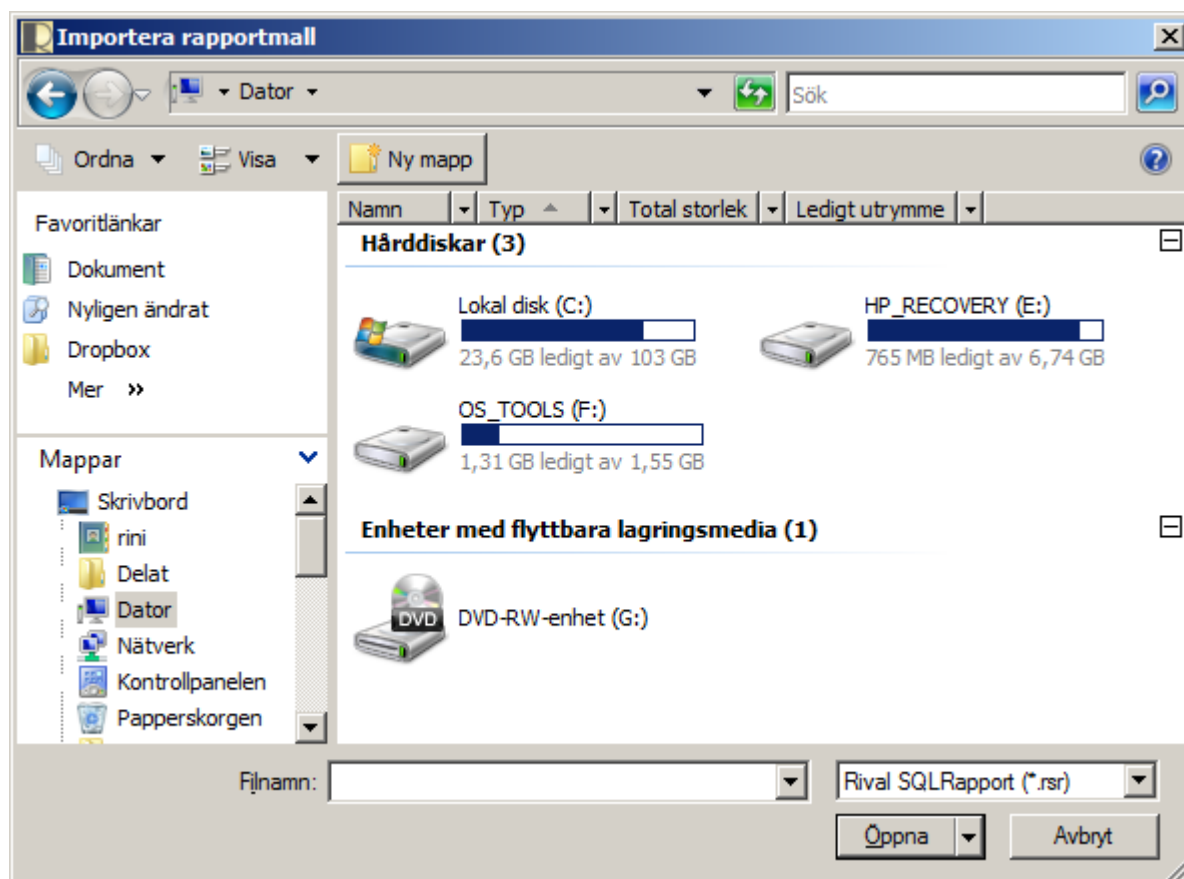 Importera rapportmall
Dator
Sök
Ordna
Visa
Ny mapp
Favoritlänkar
Dokument
Nyligen ändrat
Dropbox
Mer »
Mappar
Skrivbord
rini
Delat
Dator
Nätverk
Kontrollpanelen
Papperskorgen
Namn Typ Total storlek Ledigt utrymme
Hårddiskar (3)
Lokal disk (C:)
23,6 GB ledigt av 103 GB
HP_RECOVERY (E:)
765 MB ledigt av 6,74 GB
OS_TOOLS (F:)
1,31 GB ledigt av 1,55 GB
Enheter med flyttbara lagringsmedia (1)
DVD
DVD-RW-enhet (G:)
Filnamn:
Rival SQLRapport (*.rsr)
Öppna
Avbryt